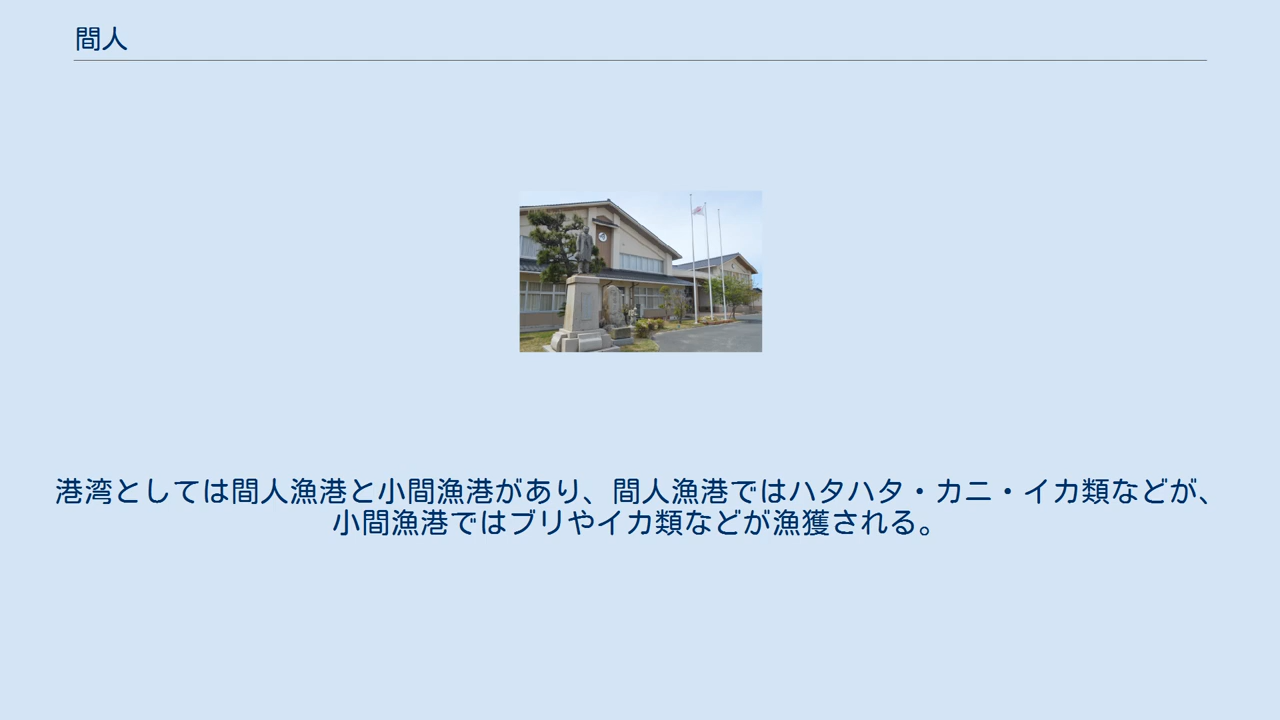 間人
港湾としては間人漁港と小間漁港があり、間人漁港ではハタハタ・カニ・イカ類などが、
小間漁港ではブリやイカ類などが漁獲される。